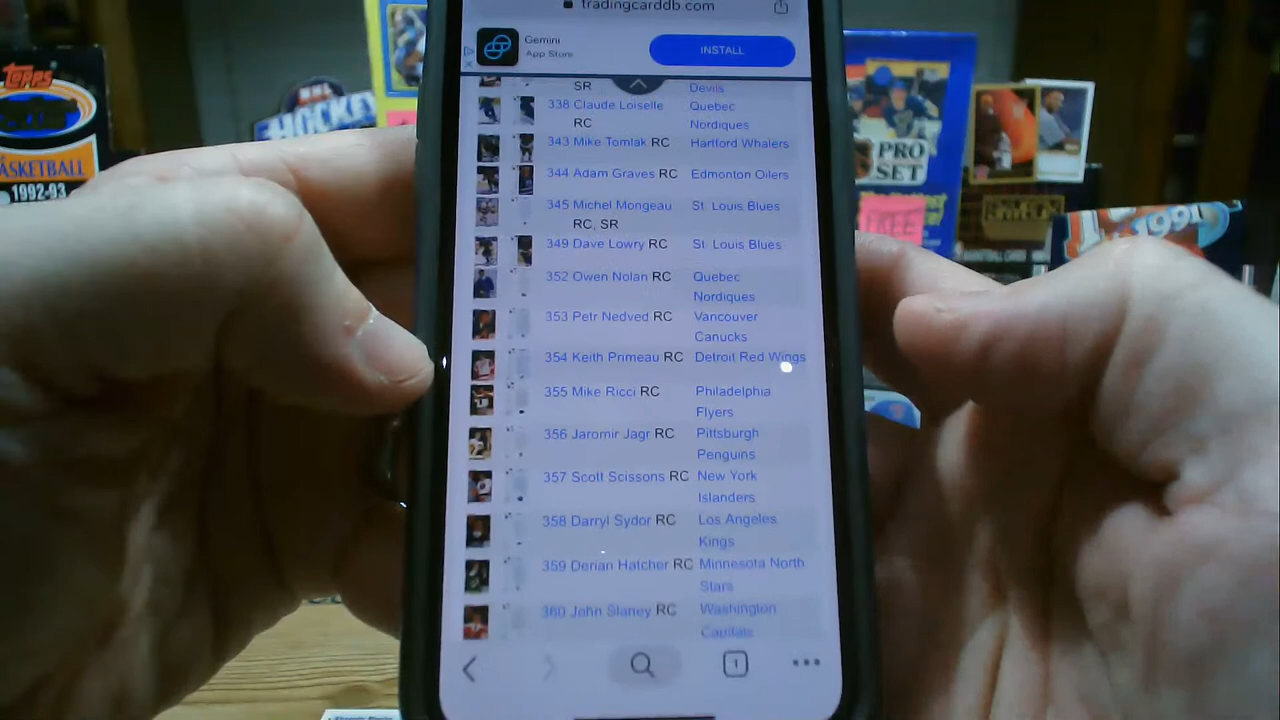 tradingcarddb.com
Gemini
App Store
INSTALL
SR
Devils
338 Claude Loiselle RC
Quebec Nordiques
343 Mike Tomlak RC Hartford Whalers
344 Adam Graves RC Edmonton Oilers
345 Michel Mongeau RC, SR
St. Louis Blues
349 Dave Lowry RC St. Louis Blues
352 Owen Nolan RC
Quebec Nordiques
353 Petr Nedved RC
Vancouver Canucks
354 Keith Primeau RC Detroit Red Wings
355 Mike Ricci RC
Philadelphia Flyers
356 Jaromir Jagr RC
Pittsburgh Penguins
357 Scott Scissons RC
New York Islanders
358 Darryl Sydor RC
Los Angeles Kings
359 Derian Hatcher RC
Minnesota North Stars
360 John Slaney RC
Washington Capitals
1
Topps
BASKETBALL
1992-93
NHL
HOCKEY
PRO
SET
1991